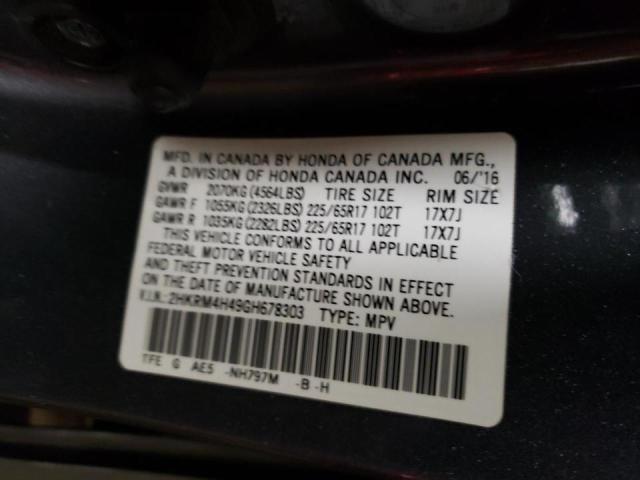 MFD. IN CANADA BY HONDA OF CANADA MFG.,
A DIVISION OF HONDA CANADA INC. 06/'16
GVWR 2070KG (4564LBS) TIRE SIZE RIM SIZE
GAWR F 1055KG (2326LBS) 225/65R17 102T 17X7J
GAWR R 1035KG (2282LBS) 225/65R17 102T 17X7J
THIS VEHICLE CONFORMS TO ALL APPLICABLE
FEDERAL MOTOR VEHICLE SAFETY
AND THEFT PREVENTION STANDARDS IN EFFECT
ON THE DATE OF MANUFACTURE SHOWN ABOVE.
V.I.N.: 2HKRM4H49GH678303 TYPE: MPV
TFE G AE5 -NH797M -B -H